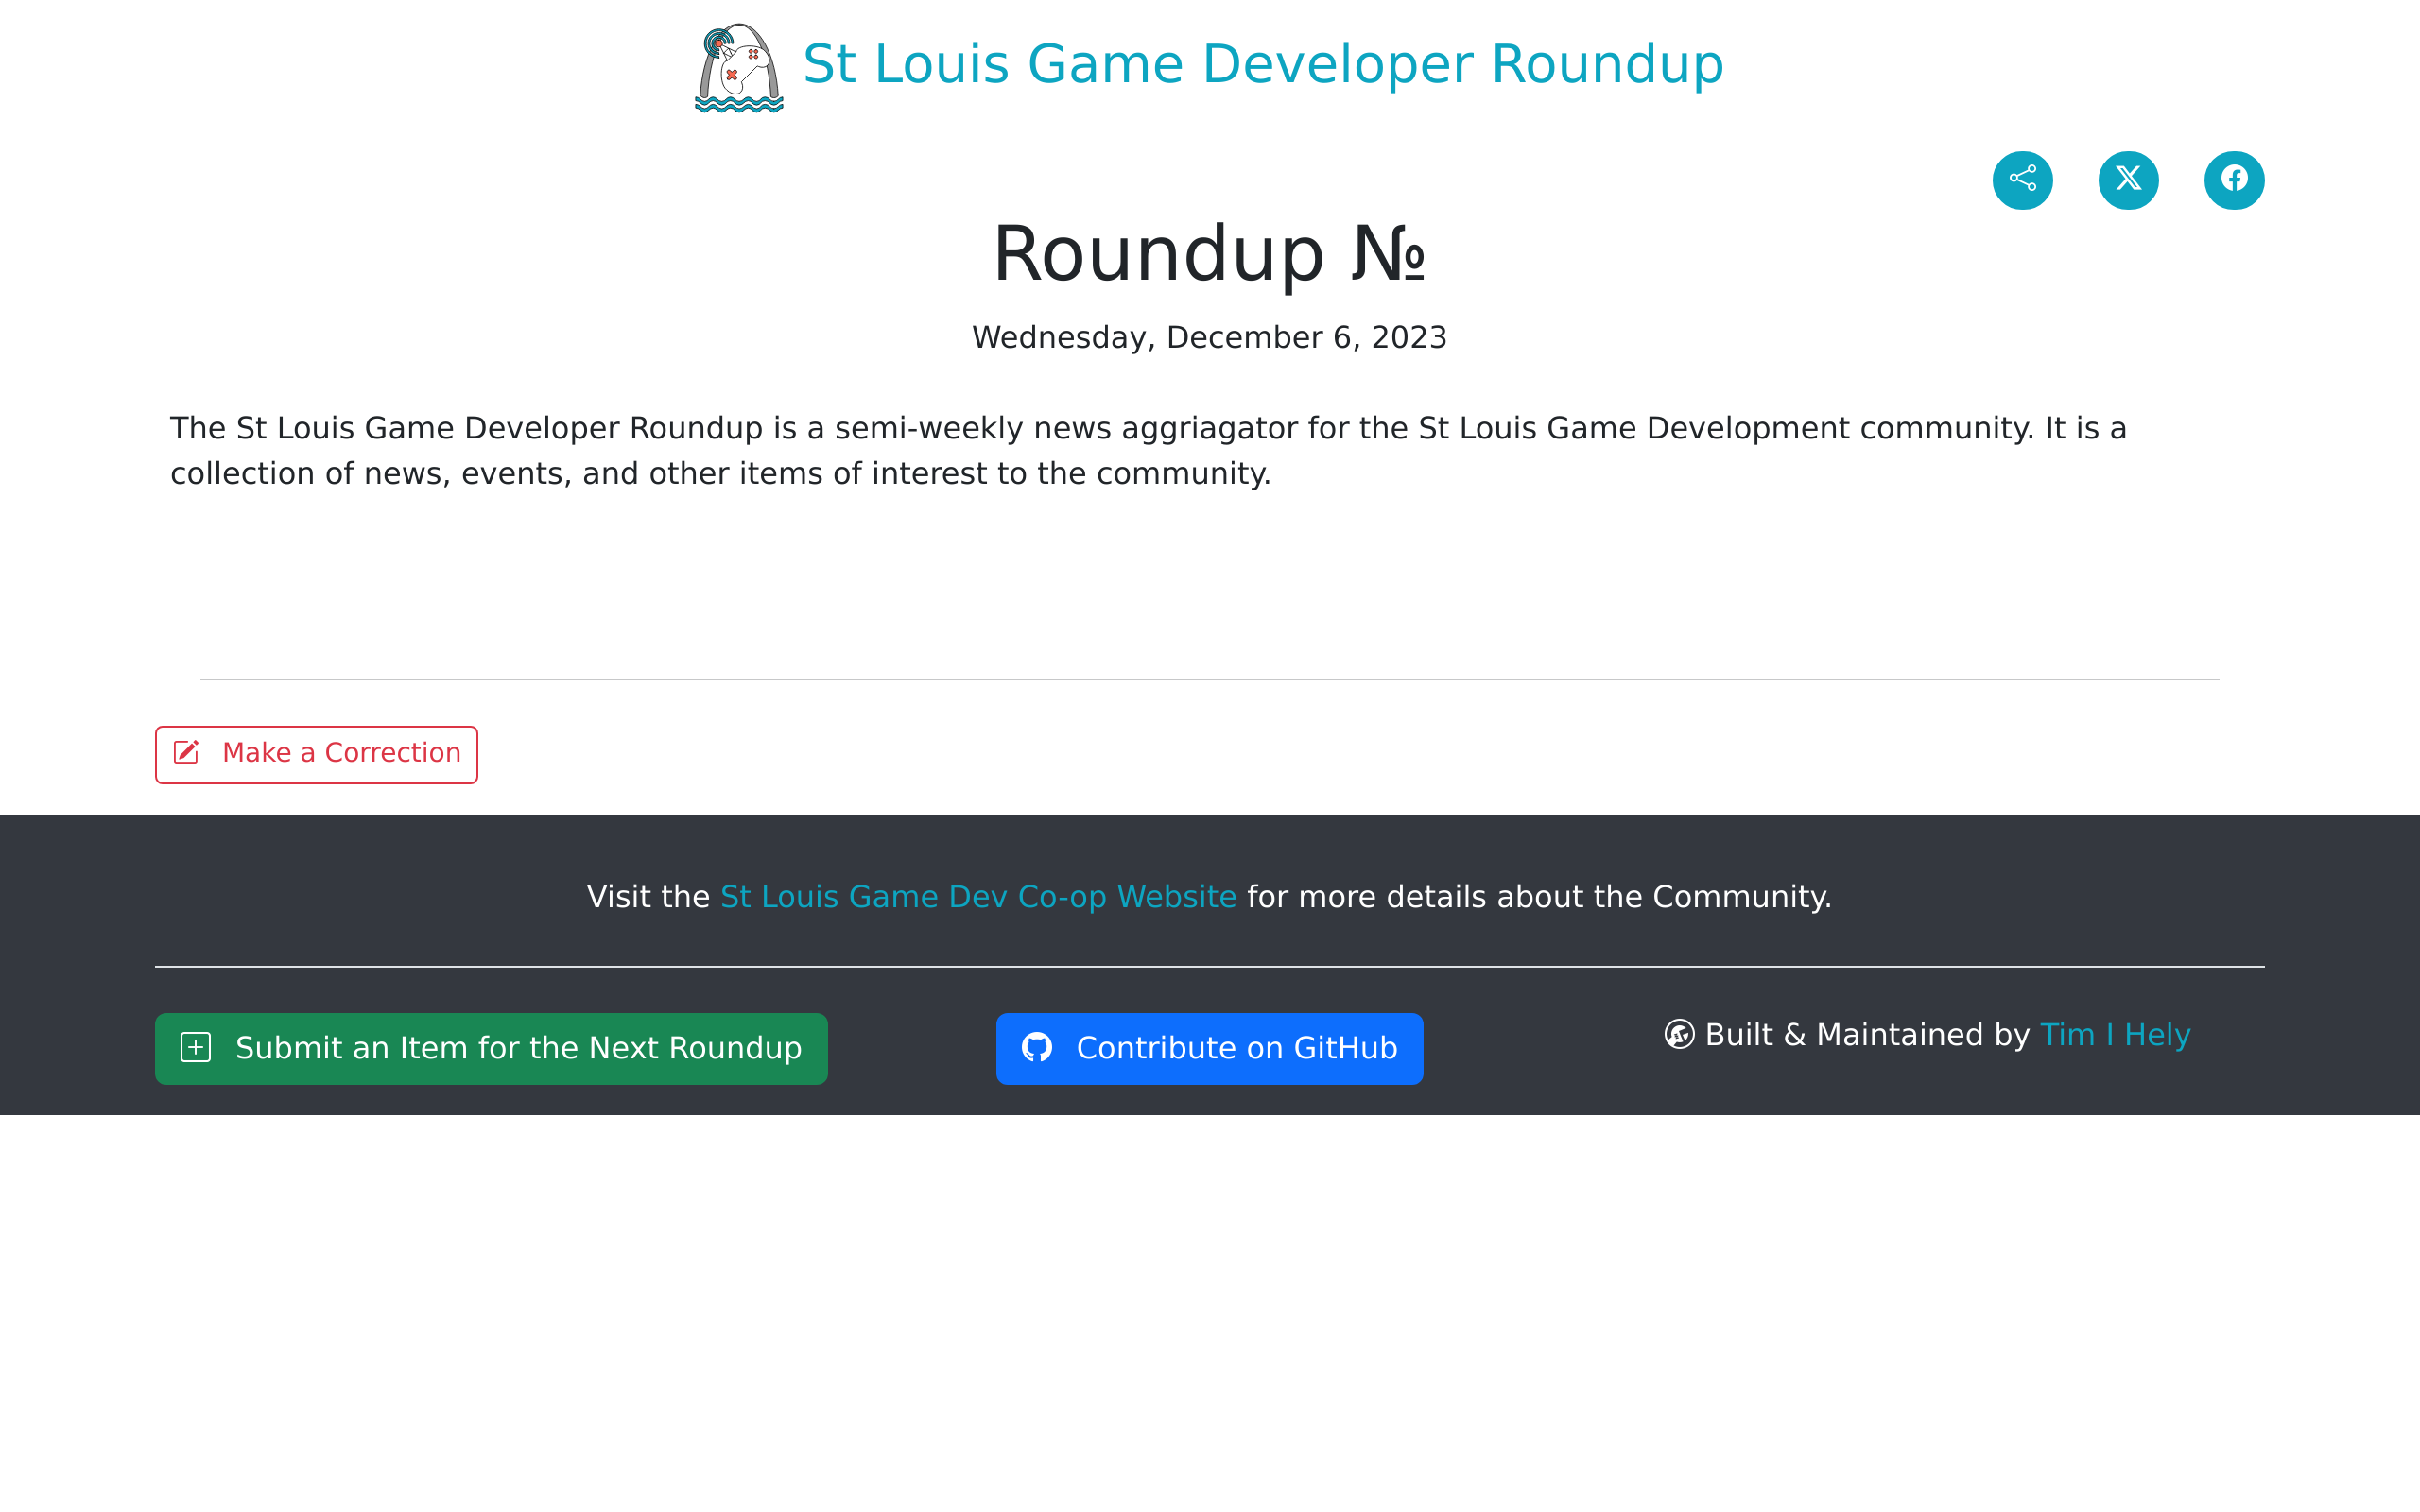 St Louis Game Developer Roundup
Roundup №
Wednesday, December 6, 2023
The St Louis Game Developer Roundup is a semi-weekly news aggriagator for the St Louis Game Development community. It is a
collection of news, events, and other items of interest to the community.
Make a Correction
Visit the St Louis Game Dev Co-op Website for more details about the Community.
Submit an Item for the Next Roundup
Contribute on GitHub
Built & Maintained by Tim I Hely